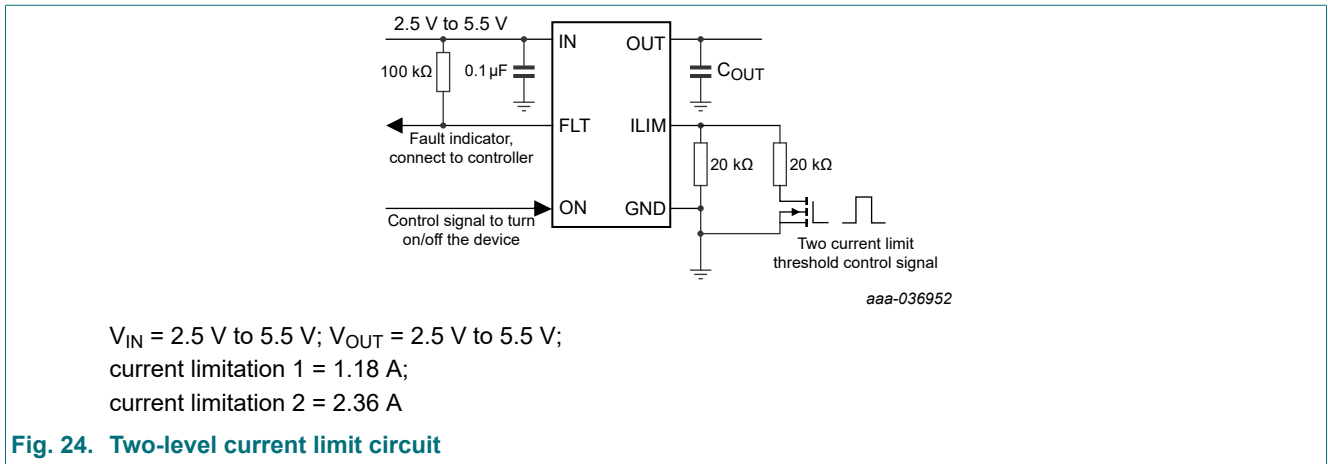 2.5 V to 5.5 V
IN
OUT
100 kΩ
0.1 μF
COUT
FLT
ILIM
Fault indicator,
connect to controller
20 kΩ
20 kΩ
ON
GND
Control signal to turn
on/off the device
Two current limit
threshold control signal
aaa-036952
VIN = 2.5 V to 5.5 V; VOUT = 2.5 V to 5.5 V;
current limitation 1 = 1.18 A;
current limitation 2 = 2.36 A
Fig. 24. Two-level current limit circuit